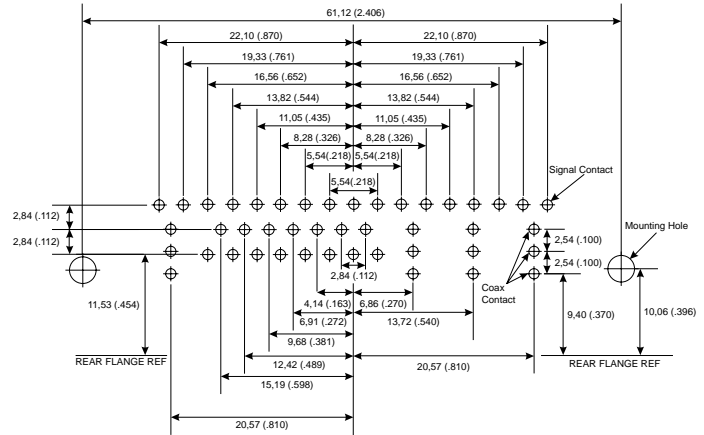 61,12 (2.406)
22,10 (.870) 22,10 (.870)
19,33 (.761) 19,33 (.761)
16,56 (.652) 16,56 (.652)
13,82 (.544) 13,82 (.544)
11,05 (.435) 11,05 (.435)
8,28 (.326) 8,28 (.326)
5,54(.218) 5,54(.218)
5,54(.218)
Signal Contact
2,84 (.112)
Mounting Hole
2,84 (.112)
2,54 (.100)
2,54 (.100)
2,84 (.112)
Coax
Contact
11,53 (.454)
4,14 (.163) 6,86 (.270)
9,40 (.370)
10,06 (.396)
6,91 (.272) 13,72 (.540)
9,68 (.381)
REAR FLANGE REF
12,42 (.489)
20,57 (.810)
REAR FLANGE REF
15,19 (.598)
20,57 (.810)